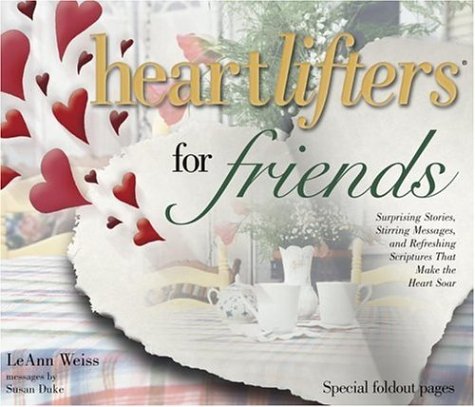 heartlifters®
for friends
Surprising Stories,
Stirring Messages,
and Refreshing
Scriptures That
Make the
Heart Soar
LeAnn Weiss
messages by
Susan Duke
Special foldout pages